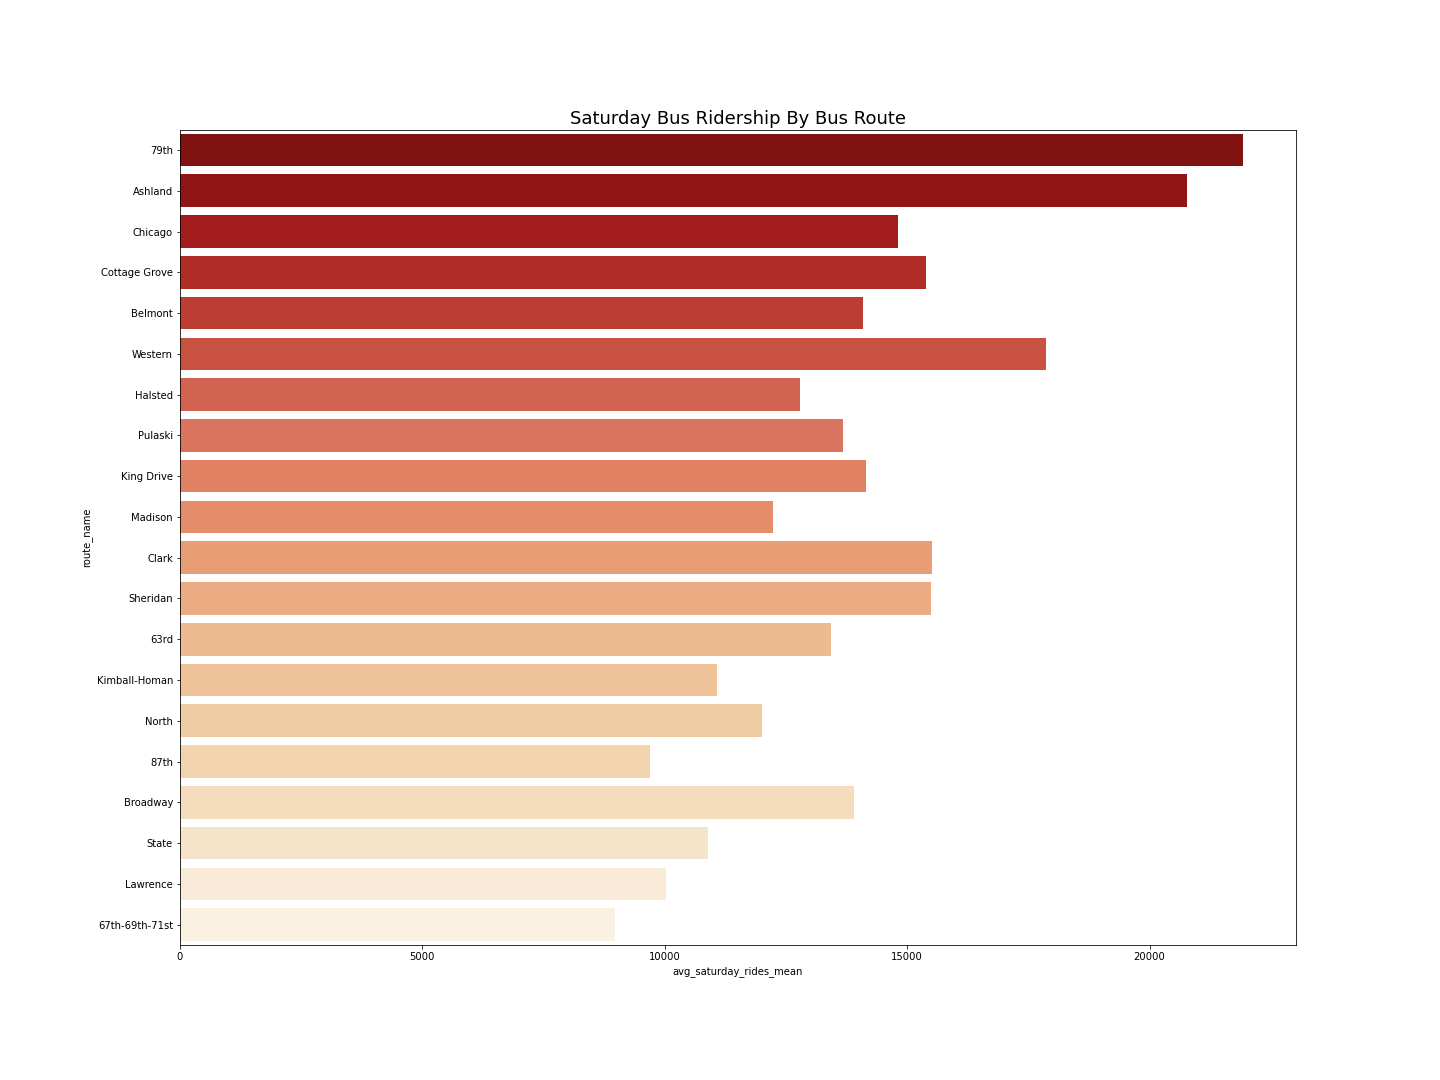 Saturday Bus Ridership By Bus Route
79th
Ashland
Chicago
Cottage Grove
Belmont
Western
Halsted
Pulaski
King Drive
Madison
Clark
Sheridan
63rd
Kimball-Homan
North
87th
Broadway
State
Lawrence
67th-69th-71st
route_name
0 5000 10000 15000 20000
avg_saturday_rides_mean